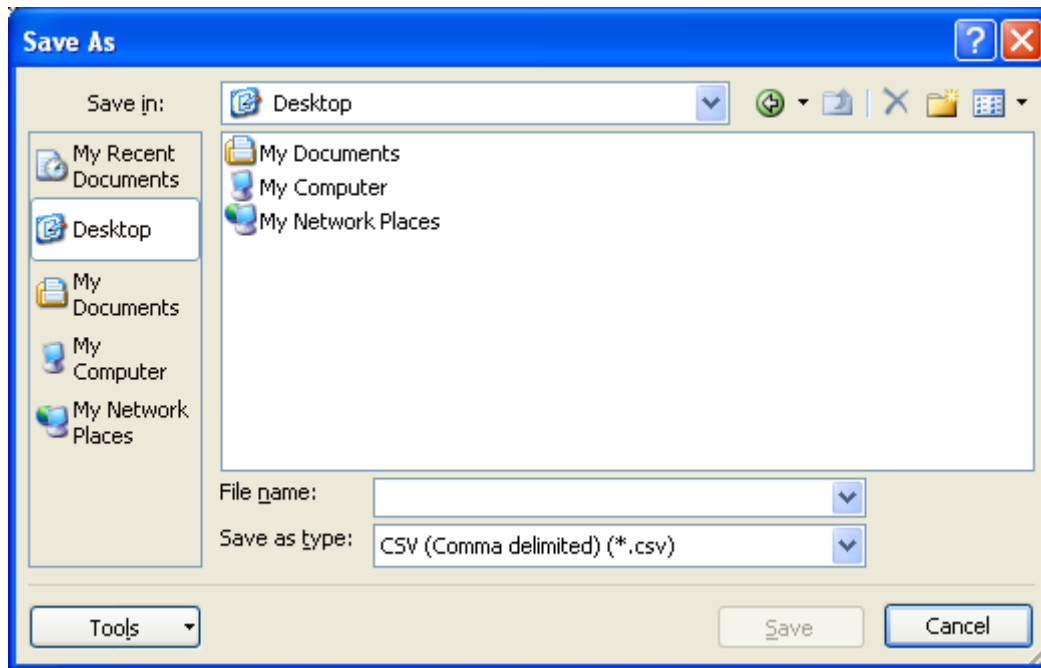 Save As
?
Save in:
Desktop
My Recent
Documents
Desktop
My
Documents
My
Computer
My Network
Places
My Documents
My Computer
My Network Places
File name:
Save as type:
CSV (Comma delimited) (*.csv)
Tools
Save
Cancel